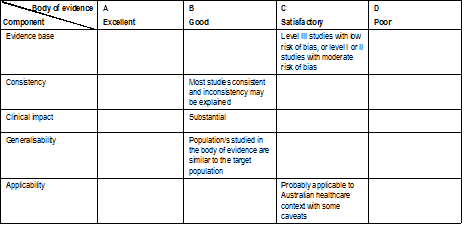 Body of evidence
Component
A
Excellent
B
Good
C
Satisfactory
D
Poor
Evidence base
Level III studies with low
risk of bias, or level I or II
studies with moderate
risk of bias
Consistency
Most studies consistent
and inconsistency may
be explained
Clinical impact
Substantial
Generalisability
Population/s studied in
the body of evidence are
similar to the target
population
Applicability
Probably applicable to
Australian healthcare
context with some
caveats